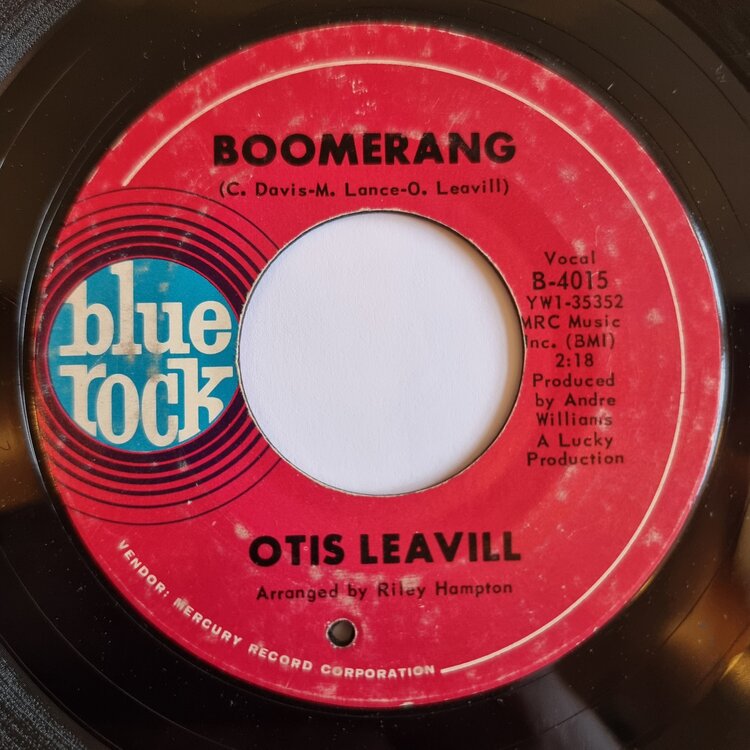 BOOMERANG
(C. Davis-M. Lance-O. Leavill)
blue
rock
Vocal
B-4015
YW1-35352
MRC Music
Inc. (BMI)
2:18
Produced
by Andre
Williams
A Lucky
Production
OTIS LEAVILL
Arranged by Riley Hampton
VENDOR: MERCURY RECORD CORPORATION